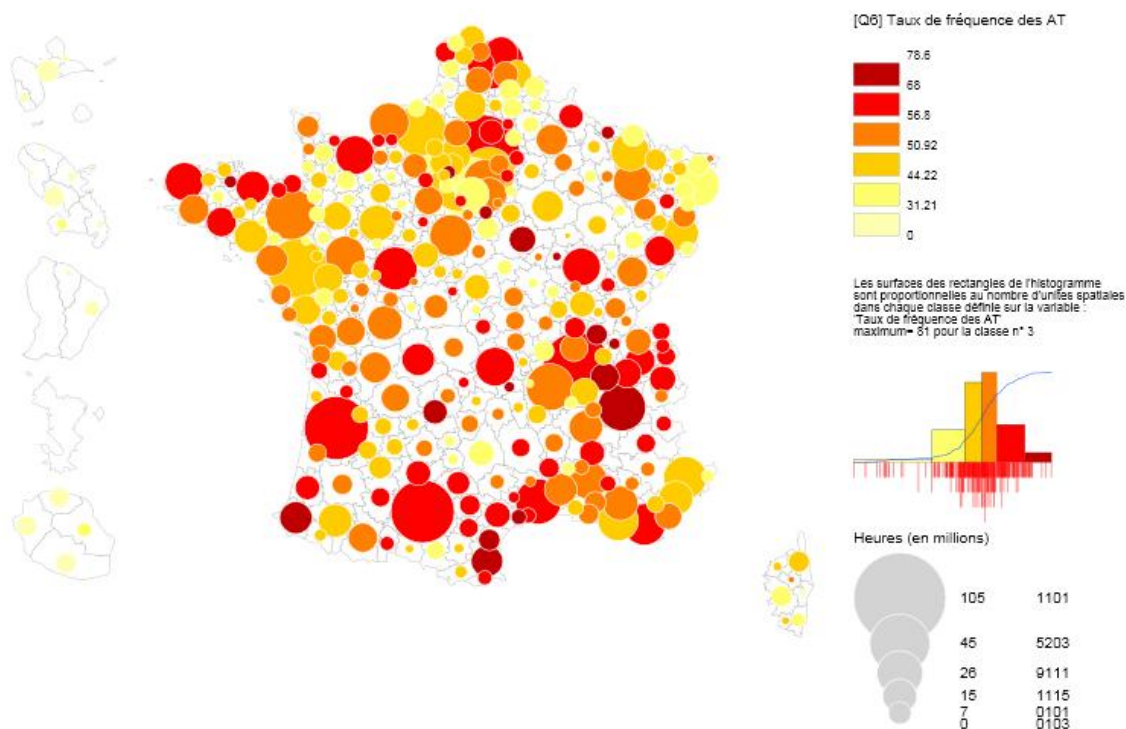 [Q6] Taux de fréquence des AT
78.6
68
56.8
50.92
44.22
31.21
0
Les surfaces des rectangles de l'histogramme
sont proportionnelles au nombre d'unites spatiales
dans chaque classe définie sur la variable :
'Taux de fréquence des AT'
maximum= 81 pour la classe n° 3
Heures (en millions)
105 1101
45 5203
26 9111
15 1115
7 0101
0 0103